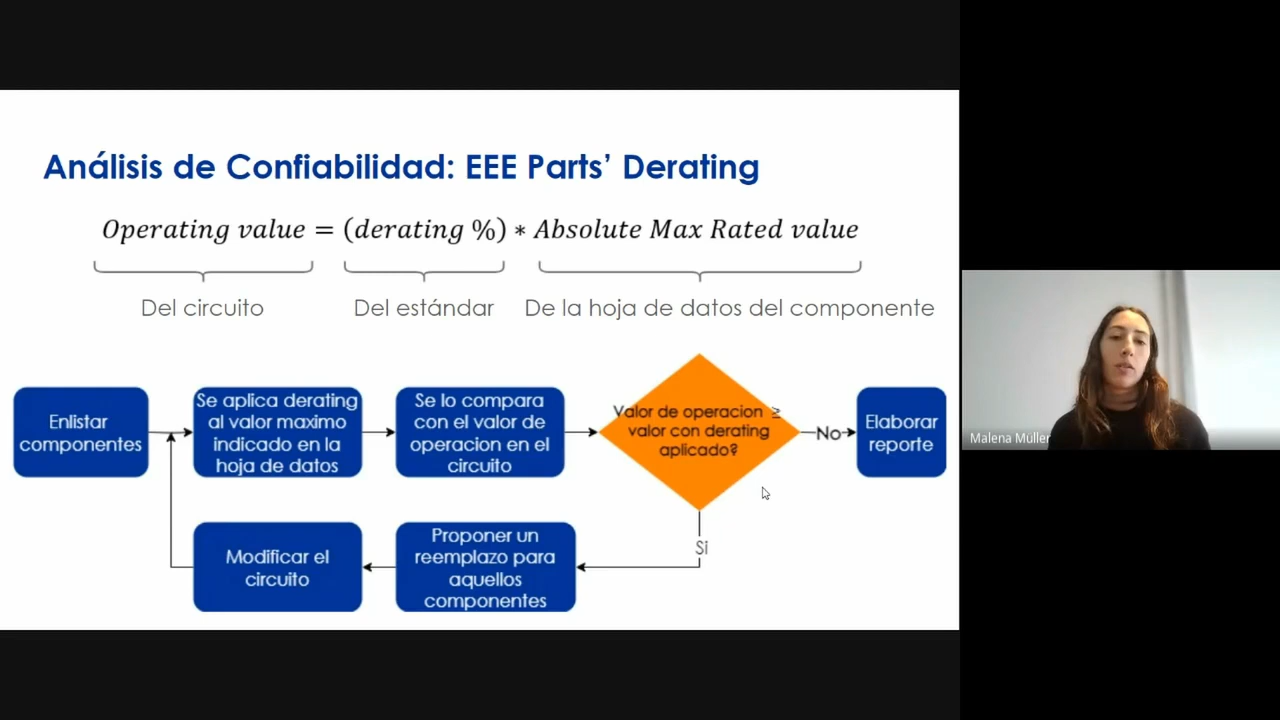 Análisis de Confiabilidad: EEE Parts’ Derating
Operating value = (derating %) ∗ Absolute Max Rated value
Del circuito
Del estándar
De la hoja de datos del componente
Enlistar
componentes
Se aplica derating
al valor maximo
indicado en la
hoja de datos
Se lo compara
con el valor de
operacion en el
circuito
Valor de operacion ≥
valor con derating
aplicado?
No
Elaborar
reporte
Si
Proponer un
reemplazo para
aquellos
componentes
Modificar el
circuito
Malena Müller